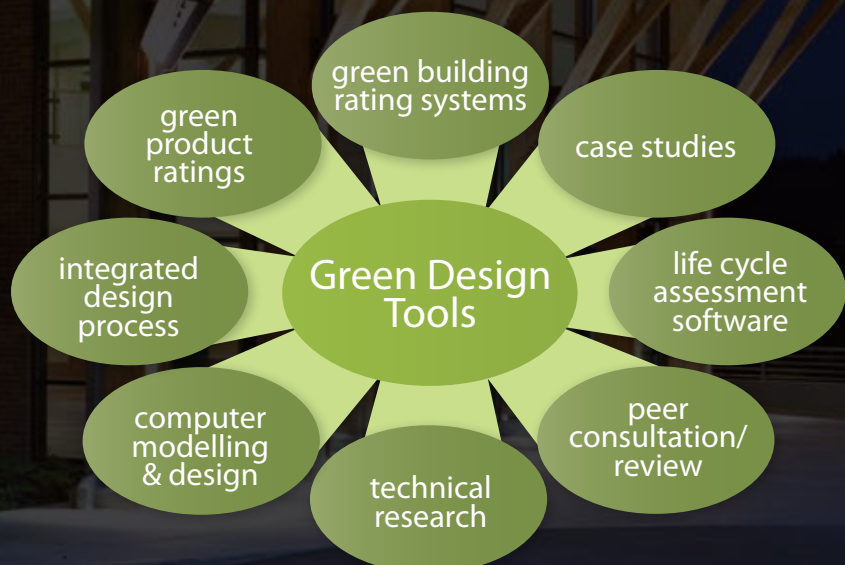 green building
rating systems
green
product
ratings
case studies
integrated
design
process
Green Design
Tools
life cycle
assessment
software
computer
modelling
& design
peer
consultation/
review
technical
research